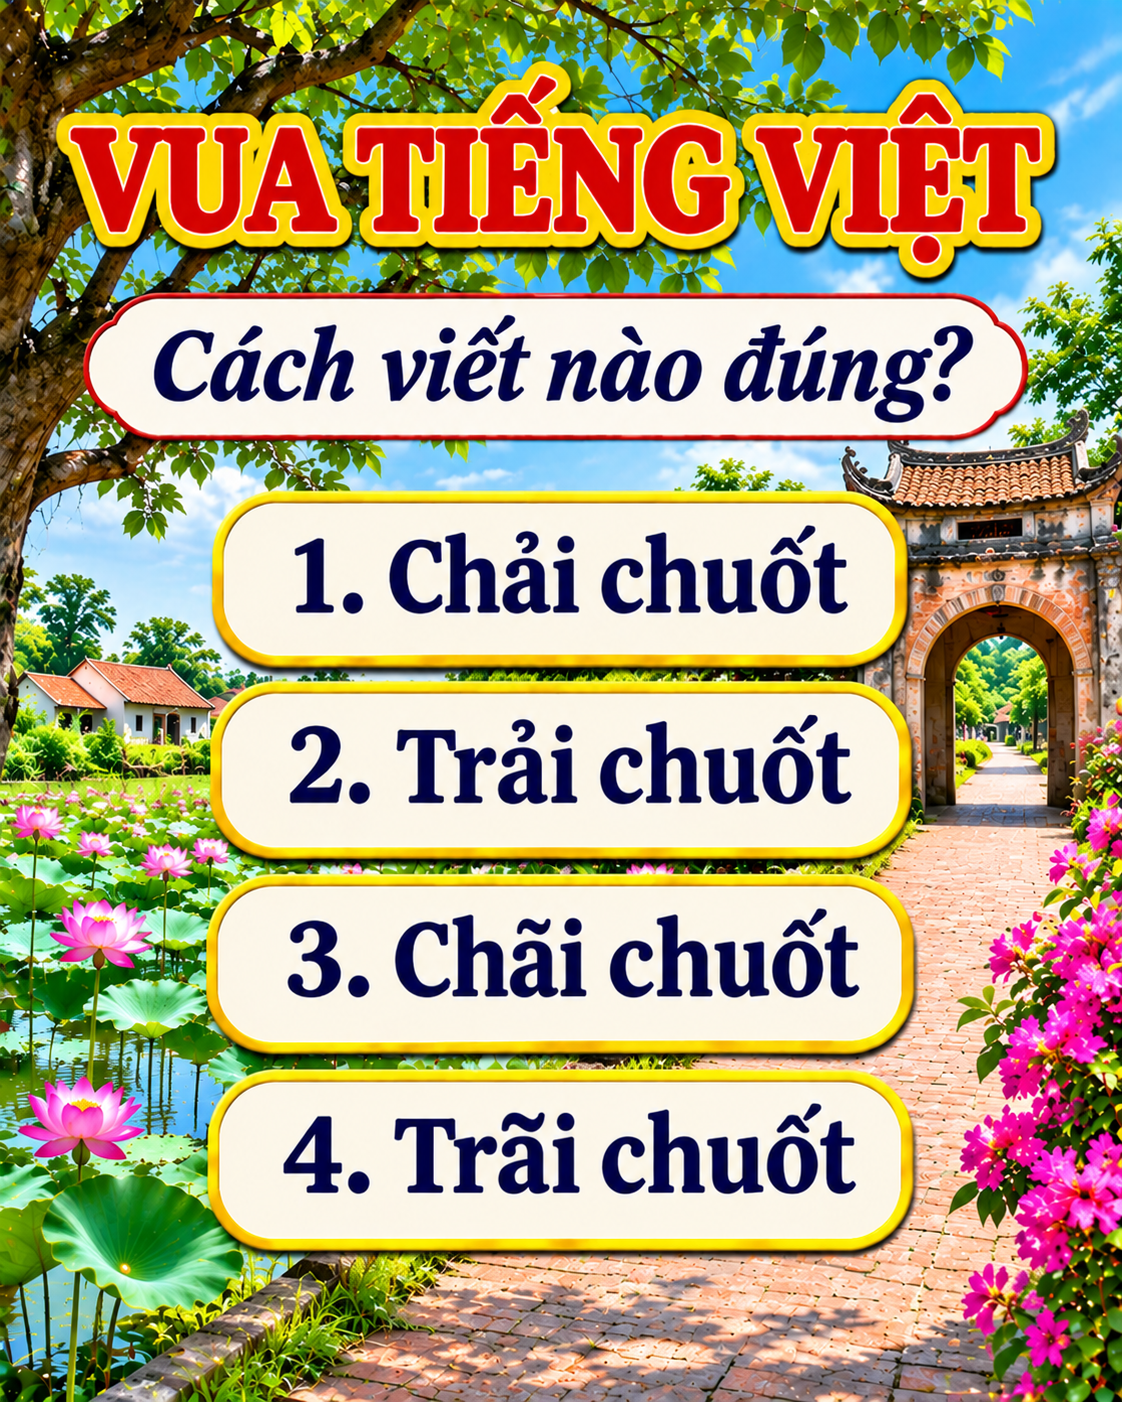 VUA TIẾNG VIỆT
Cách viết nào đúng?
1. Chải chuốt
2. Trải chuốt
3. Chãi chuốt
4. Trãi chuốt